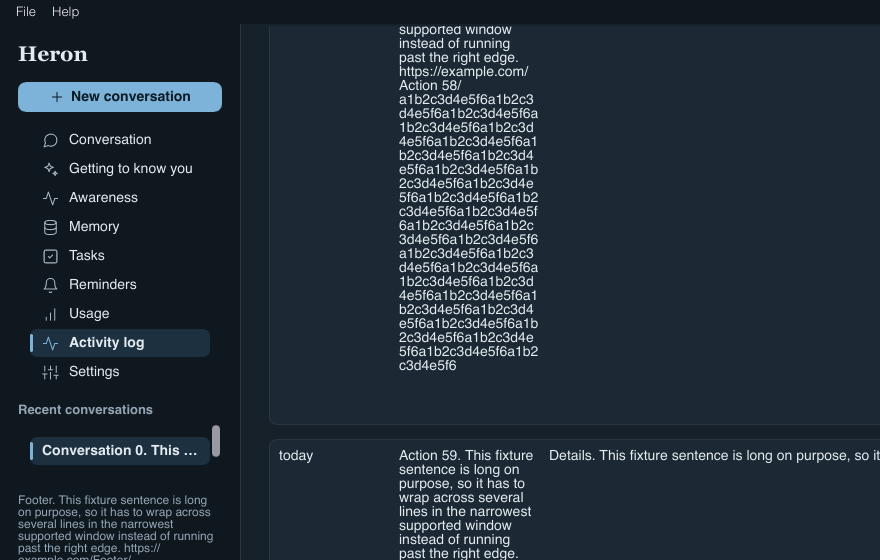 File Help
Heron
New conversation
Conversation
Getting to know you
Awareness
Memory
Tasks
Reminders
Usage
Activity log
Settings
Recent conversations
Conversation 0. This ...
Footer. This fixture sentence is long
on purpose, so it has to wrap across
several lines in the narrowest
supported window instead of running
past the right edge. https://
example.com/Footer/
supported window
instead of running
past the right edge.
https://example.com/
Action 58/
a1b2c3d4e5f6a1b2c3
d4e5f6a1b2c3d4e5f6a
1b2c3d4e5f6a1b2c3d
4e5f6a1b2c3d4e5f6a1
b2c3d4e5f6a1b2c3d4
e5f6a1b2c3d4e5f6a1b
2c3d4e5f6a1b2c3d4e
5f6a1b2c3d4e5f6a1b2
c3d4e5f6a1b2c3d4e5f
6a1b2c3d4e5f6a1b2c
3d4e5f6a1b2c3d4e5f6
a1b2c3d4e5f6a1b2c3
d4e5f6a1b2c3d4e5f6a
1b2c3d4e5f6a1b2c3d
4e5f6a1b2c3d4e5f6a1
b2c3d4e5f6a1b2c3d4
e5f6a1b2c3d4e5f6a1b
2c3d4e5f6a1b2c3d4e
5f6a1b2c3d4e5f6a1b2
c3d4e5f6
today
Action 59. This fixture
sentence is long on
purpose, so it has to
wrap across several
lines in the narrowest
supported window
instead of running
past the right edge.
Details. This fixture sentence is long on purpose, so it